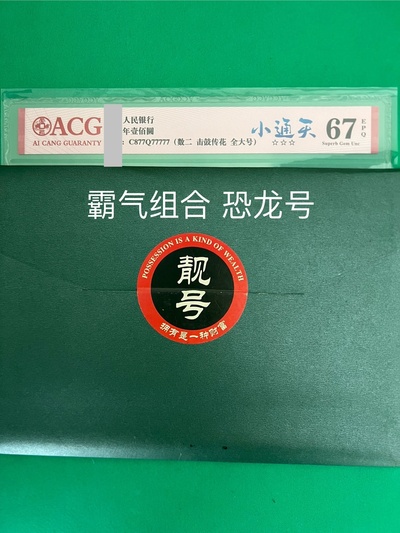 ACG
AI CANG GUARANTY
人民银行
年壹佰圆
: C877Q77777 (数二 击鼓传花 全大号)
小通天
☆☆☆
67
EPQ
Superb Gem Unc
霸气组合 恐龙号
POSSESSION IS A KIND OF WEALTH
靓号
拥有是一种财富